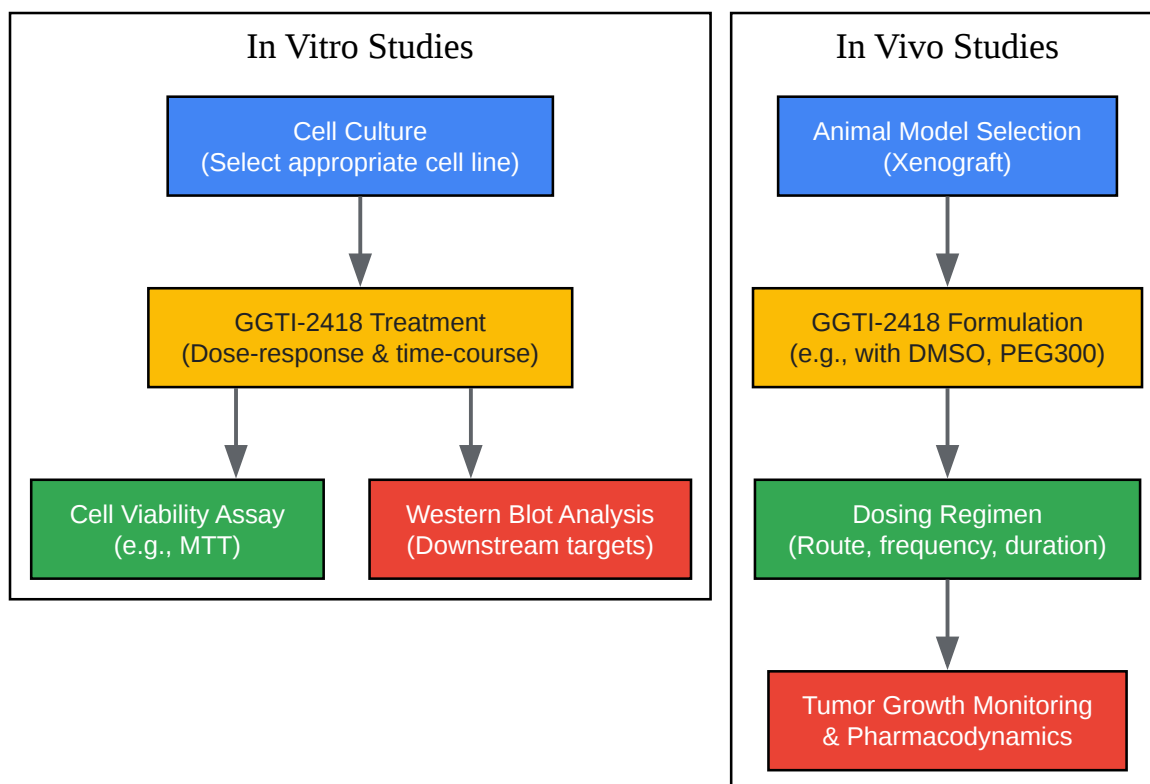 In Vitro Studies
Cell Culture
(Select appropriate cell line)
GGTI-2418 Treatment
(Dose-response & time-course)
Cell Viability Assay
(e.g., MTT)
Western Blot Analysis
(Downstream targets)
In Vivo Studies
Animal Model Selection
(Xenograft)
GGTI-2418 Formulation
(e.g., with DMSO, PEG300)
Dosing Regimen
(Route, frequency, duration)
Tumor Growth Monitoring
& Pharmacodynamics